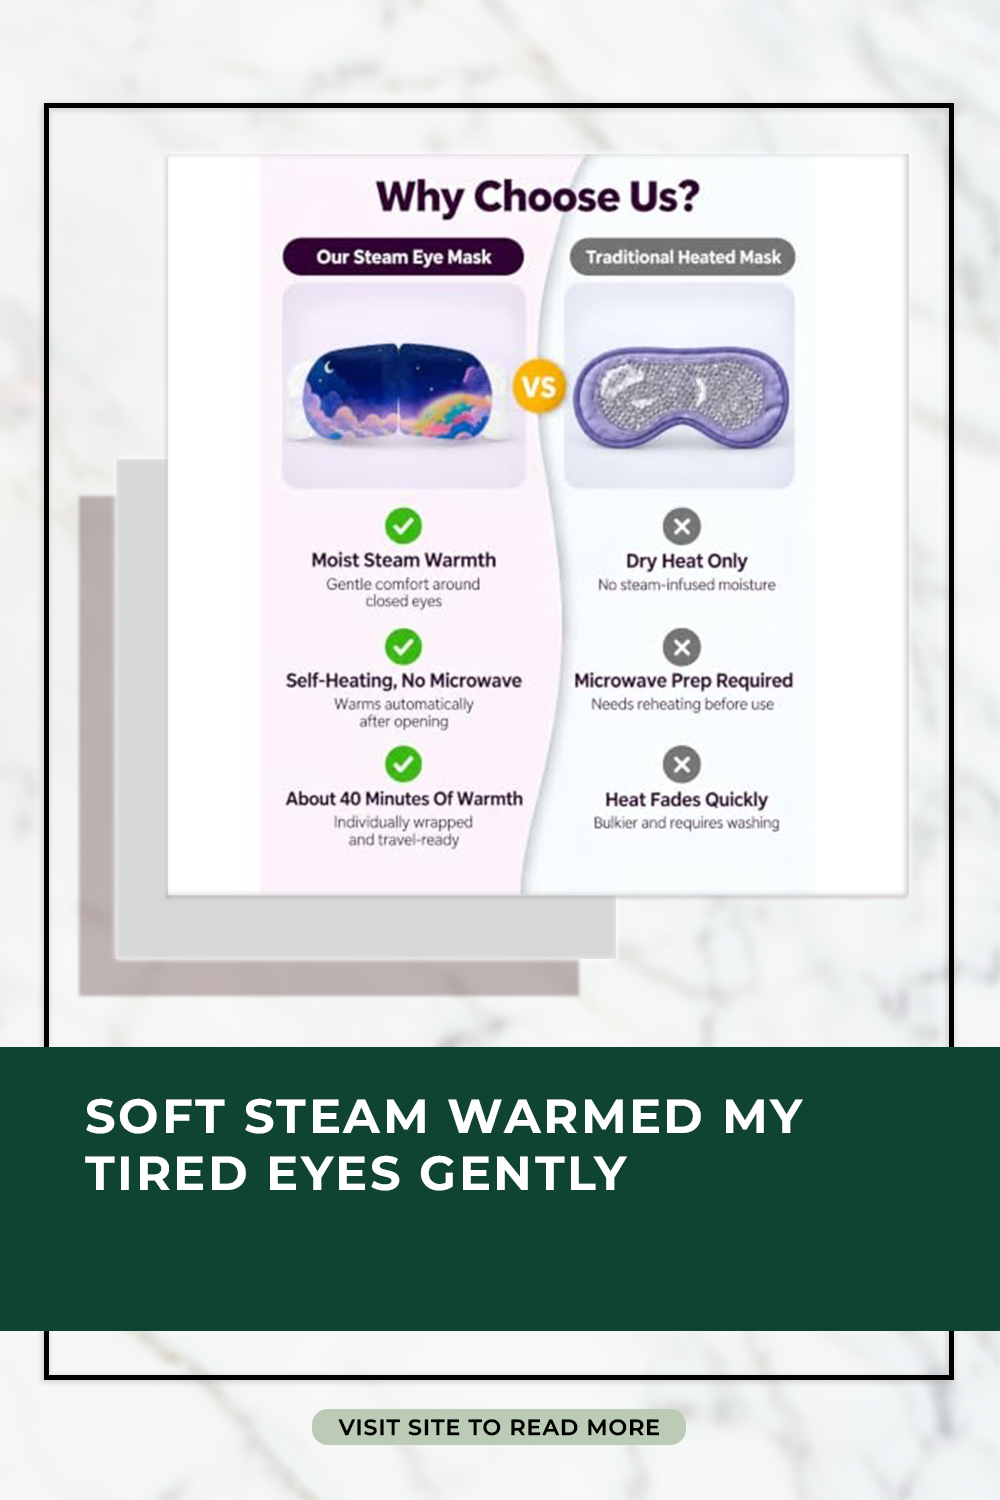 Why Choose Us?
Our Steam Eye Mask
Traditional Heated Mask
VS
Moist Steam Warmth
Gentle comfort around
closed eyes
Dry Heat Only
No steam-infused moisture
Self-Heating, No Microwave
Warms automatically
after opening
Microwave Prep Required
Needs reheating before use
About 40 Minutes Of Warmth
Individually wrapped
and travel-ready
Heat Fades Quickly
Bulkier and requires washing
SOFT STEAM WARMED MY
TIRED EYES GENTLY
VISIT SITE TO READ MORE